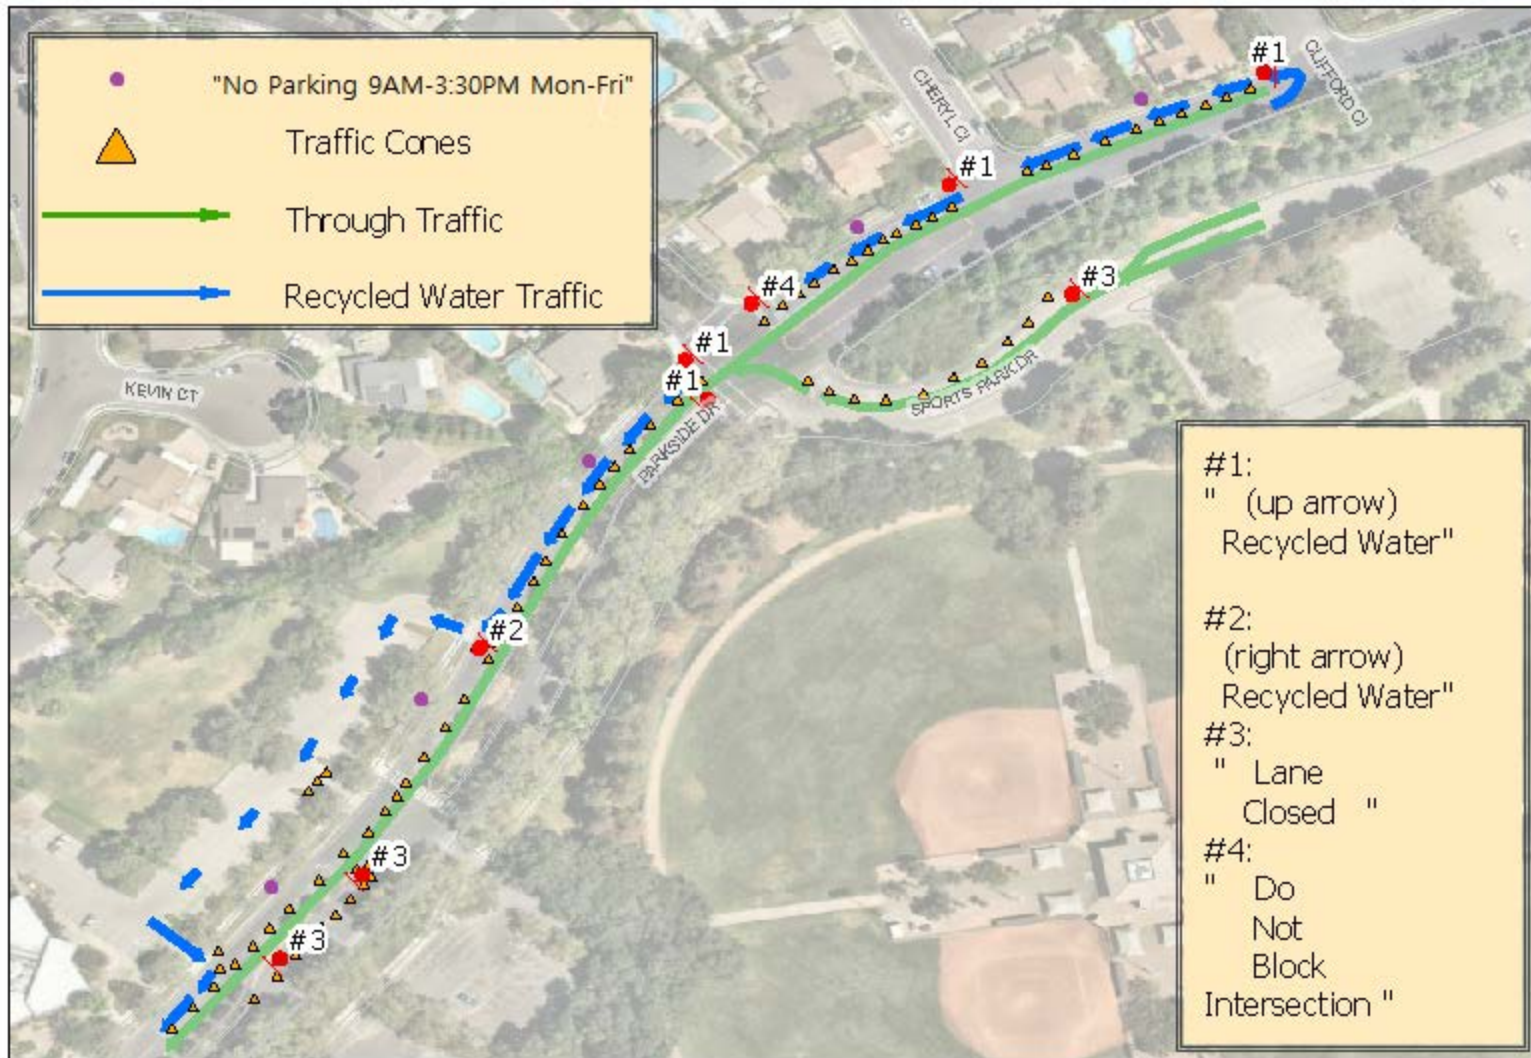 "No Parking 9AM-3:30PM Mon-Fri"
Traffic Cones
Through Traffic
Recycled Water Traffic
#1
CLIFFORD CI
CHERYL CI
#1
#4
#3
#1
#1
KEVIN CT
SPORTS PARK DR
PARKSIDE DR
#2
#3
#3
#1:
" (up arrow)
Recycled Water"
#2:
(right arrow)
Recycled Water"
#3:
" Lane
Closed "
#4:
" Do
Not
Block
Intersection "